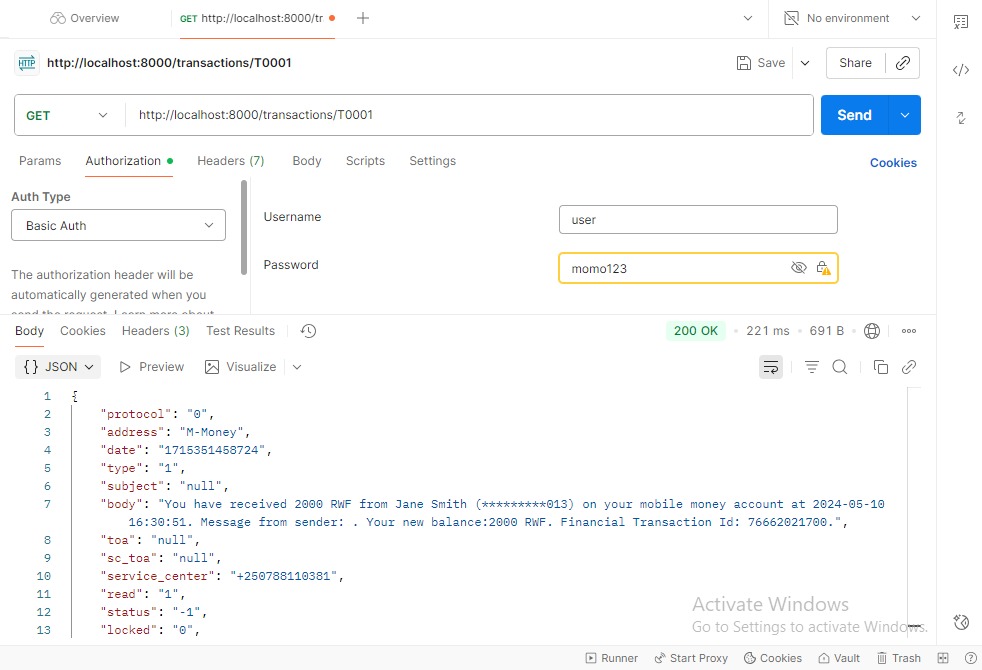 Overview
GET http://localhost:8000/tr
No environment
HTTP http://localhost:8000/transactions/T0001
Save
Share
GET
http://localhost:8000/transactions/T0001
Send
Params
Authorization
Headers (7)
Body
Scripts
Settings
Cookies
Auth Type
Basic Auth
The authorization header will be
automatically generated when you
send the request. Learn more about
Username
user
Password
momo123
Body
Cookies
Headers (3)
Test Results
200 OK
221 ms
691 B
{} JSON
Preview
Visualize
1 {
2 "protocol": "0",
3 "address": "M-Money",
4 "date": "1715351458724",
5 "type": "1",
6 "subject": "null",
7 "body": "You have received 2000 RWF from Jane Smith (*********013) on your mobile money account at 2024-05-10
16:30:51. Message from sender: . Your new balance:2000 RWF. Financial Transaction Id: 76662021700.",
8 "toa": "null",
9 "sc_toa": "null",
10 "service_center": "+250788110381",
11 "read": "1",
12 "status": "-1",
13 "locked": "0",
Activate Windows
Go to Settings to activate Windows.
Runner
Start Proxy
Cookies
Vault
Trash